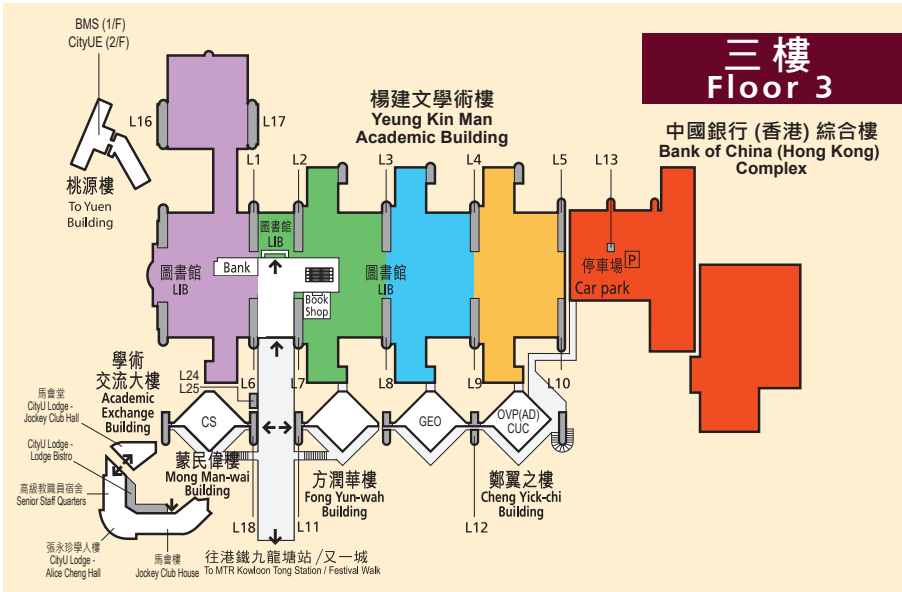 BMS (1/F)
CityUE (2/F)
三樓
Floor 3
楊建文學術樓
Yeung Kin Man
Academic Building
中國銀行 (香港) 綜合樓
Bank of China (Hong Kong)
Complex
L16
L17
L1
L2
L3
L4
L5
L13
桃源樓
To Yuen
Building
圖書館
LIB
Bank
圖書館
LIB
圖書館
LIB
Book
Shop
停車場
P
Car park
L24
L25
L6
L7
L8
L9
L10
學術
交流大樓
Academic
Exchange
Building
馬會堂
CityU Lodge -
Jockey Club Hall
CityU Lodge -
Lodge Bistro
高級教職員宿舍
Senior Staff Quarters
張永珍學人樓
CityU Lodge -
Alice Cheng Hall
馬會樓
Jockey Club House
CS
GEO
OVP(AD)
CUC
蒙民偉樓
Mong Man-wai
Building
方潤華樓
Fong Yun-wah
Building
鄭翼之樓
Cheng Yick-chi
Building
L18
L11
L12
往港鐵九龍塘站 /又一城
To MTR Kowloon Tong Station / Festival Walk